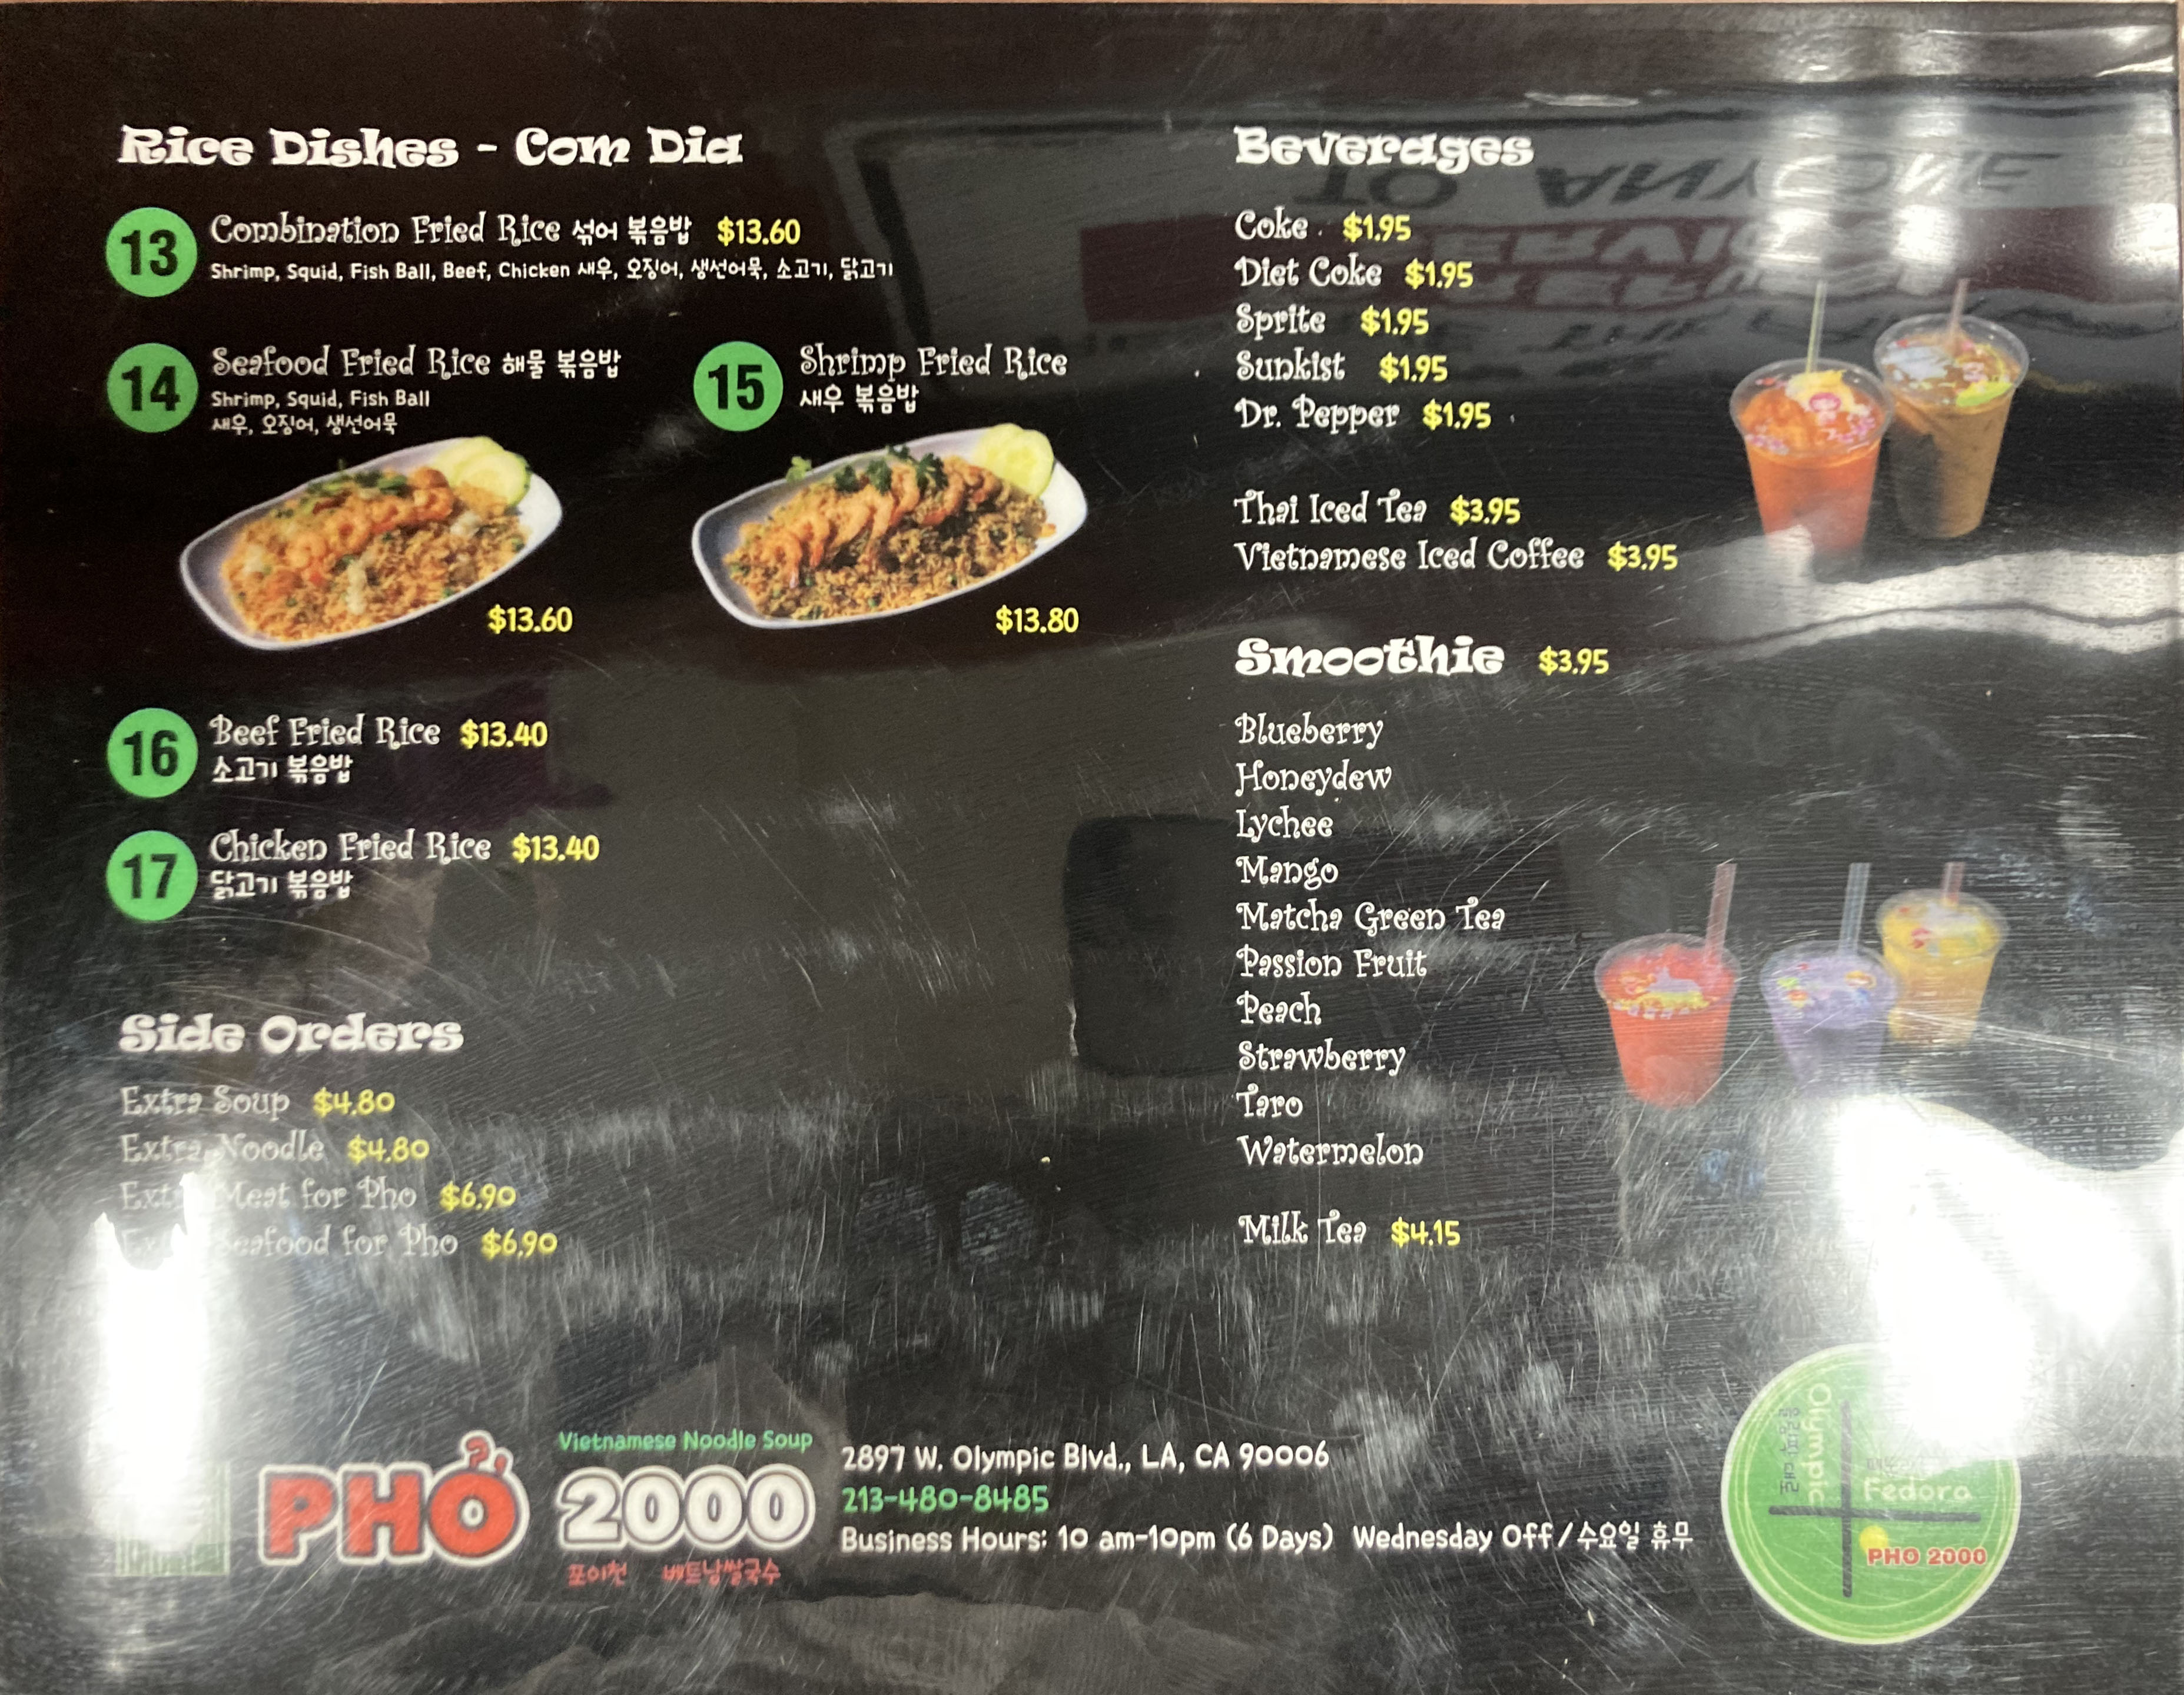 Rice Dishes - Com Dia
13
Combination Fried Rice 섞어 볶음밥 $13.60
Shrimp, Squid, Fish Ball, Beef, Chicken 새우, 오징어, 생선어묵, 소고기, 닭고기
14
Seafood Fried Rice 해물 볶음밥
Shrimp, Squid, Fish Ball
새우, 오징어, 생선어묵
$13.60
15
Shrimp Fried Rice
새우 볶음밥
$13.80
16
Beef Fried Rice $13.40
소고기 볶음밥
17
Chicken Fried Rice $13.40
닭고기 볶음밥
Side Orders
Extra Soup $4.80
Extra Noodle $4.80
Extra Meat for Pho $6.90
Extra Seafood for Pho $6.90
Beverages
Coke $1.95
Diet Coke $1.95
Sprite $1.95
Sunkist $1.95
Dr. Pepper $1.95
Thai Iced Tea $3.95
Vietnamese Iced Coffee $3.95
Smoothie $3.95
Blueberry
Honeydew
Lychee
Mango
Matcha Green Tea
Passion Fruit
Peach
Strawberry
Taro
Watermelon
Milk Tea $4.15
PHỞ
Vietnamese Noodle Soup
2000
포이천 베트남쌀국수
2897 W. Olympic Blvd., LA, CA 90006
213-480-8485
Business Hours: 10 am-10pm (6 Days) Wednesday Off/수요일 휴무
Olympic
Fedora
PHO 2000